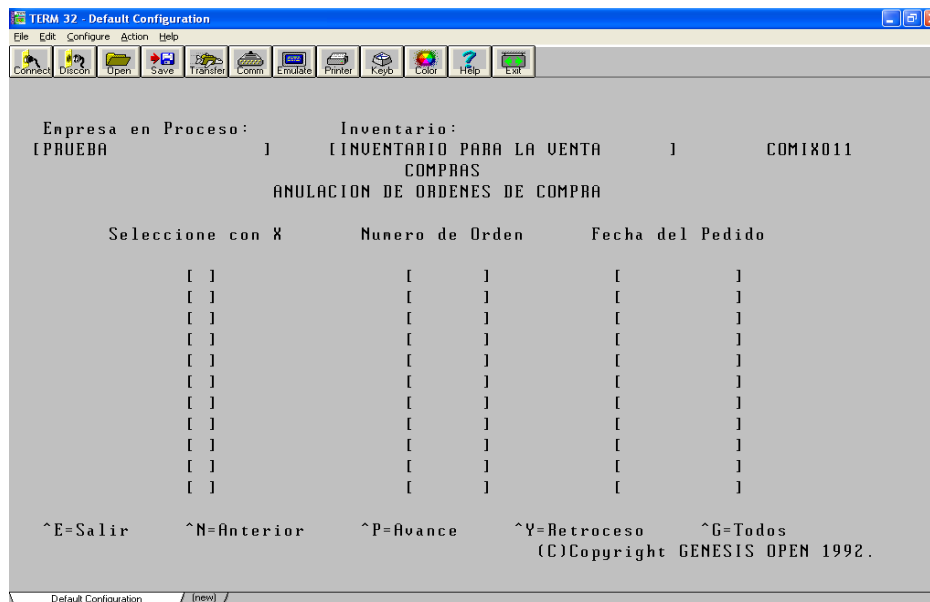 TERM 32 - Default Configuration
File Edit Configure Action Help
Connect Discon Open Save Transfer Comm Emulate Printer Keyb Color Help Exit
Empresa en Proceso: Inventario:
[PRUEBA ] [INVENTARIO PARA LA VENTA ] COMIX011
COMPRAS
ANULACION DE ORDENES DE COMPRA
Seleccione con X Numero de Orden Fecha del Pedido
[ ] [ ] [ ]
[ ] [ ] [ ]
[ ] [ ] [ ]
[ ] [ ] [ ]
[ ] [ ] [ ]
[ ] [ ] [ ]
[ ] [ ] [ ]
[ ] [ ] [ ]
[ ] [ ] [ ]
[ ] [ ] [ ]
[ ] [ ] [ ]
^E=Salir ^N=Anterior ^P=Avance ^Y=Retroceso ^G=Todos
(C)Copyright GENESIS OPEN 1992.
Default Configuration (new)